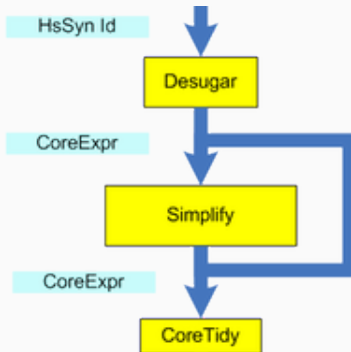 HsSyn Id
Desugar
CoreExpr
Simplify
CoreExpr
CoreTidy